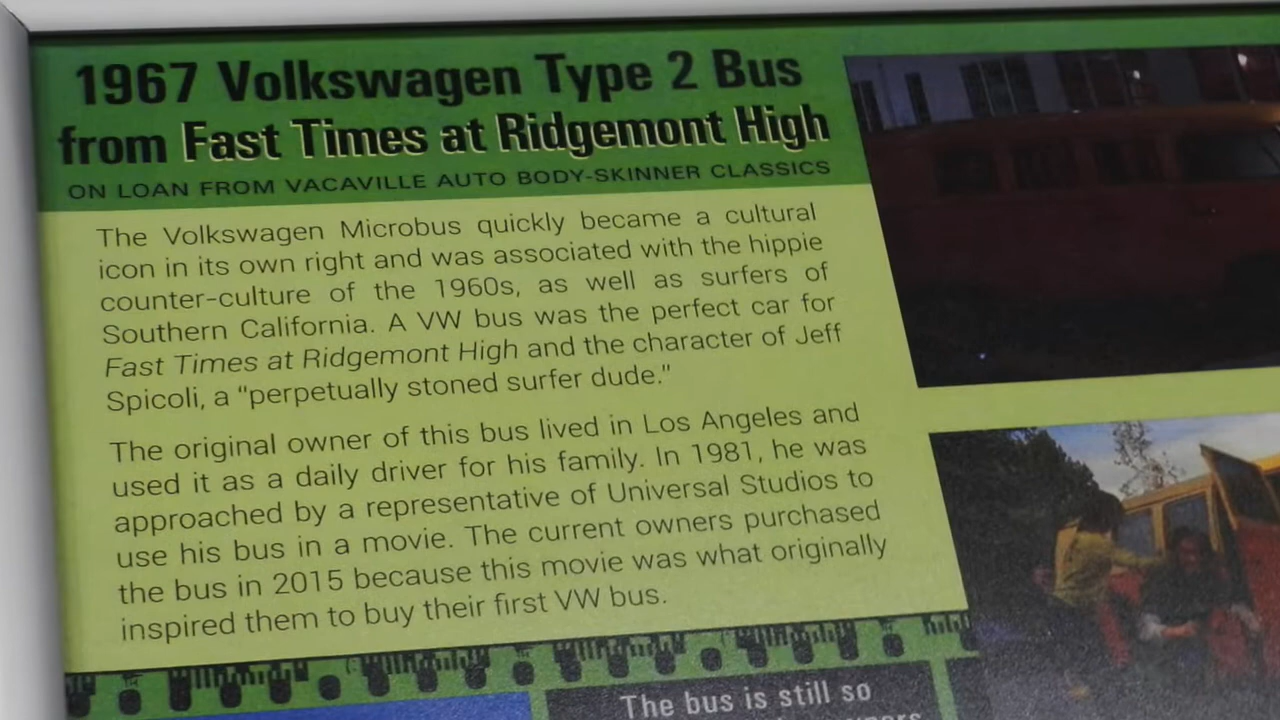 1967 Volkswagen Type 2 Bus
from Fast Times at Ridgemont High
ON LOAN FROM VACAVILLE AUTO BODY-SKINNER CLASSICS
The Volkswagen Microbus quickly became a cultural
icon in its own right and was associated with the hippie
counter-culture of the 1960s, as well as surfers of
Southern California. A VW bus was the perfect car for
Fast Times at Ridgemont High and the character of Jeff
Spicoli, a "perpetually stoned surfer dude."
The original owner of this bus lived in Los Angeles and
used it as a daily driver for his family. In 1981, he was
approached by a representative of Universal Studios to
use his bus in a movie. The current owners purchased
the bus in 2015 because this movie was what originally
inspired them to buy their first VW bus.
The bus is still so